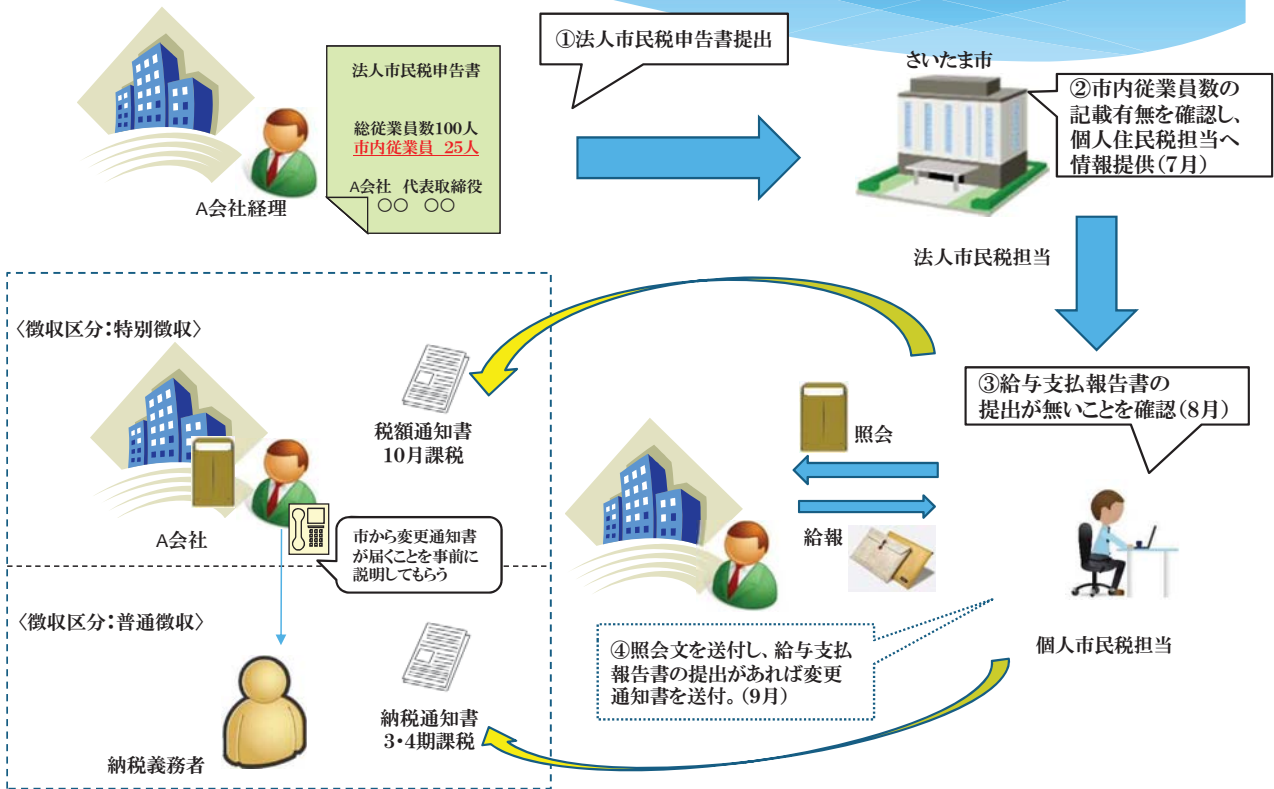 ①法人市民税申告書提出
法人市民税申告書
総従業員数100人
市内従業員 25人
A会社 代表取締役
○○ ○○
A会社経理
さいたま市
②市内従業員数の
記載有無を確認し、
個人住民税担当へ
情報提供(7月)
法人市民税担当
③給与支払報告書の
提出が無いことを確認(8月)
個人市民税担当
照会
給報
④照会文を送付し、給与支払
報告書の提出があれば変更
通知書を送付。(9月)
〈徴収区分:特別徴収〉
税額通知書
10月課税
A会社
市から変更通知書
が届くことを事前に
説明してもらう
〈徴収区分:普通徴収〉
納税通知書
3・4期課税
納税義務者